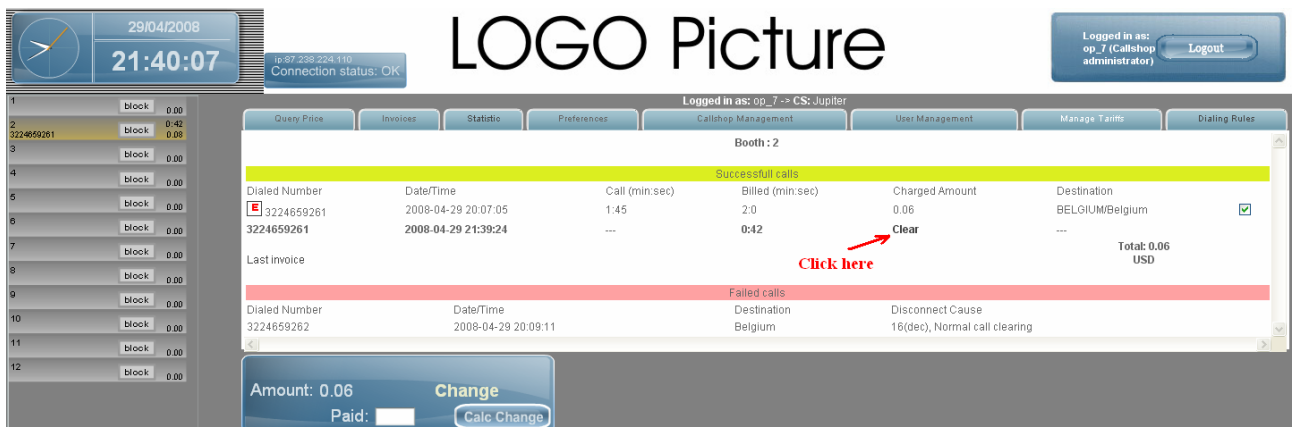 29/04/2008
21:40:07
ip:87.238.224.110
Connection status: OK
LOGO Picture
Logged in as:
op_7 (Callshop
administrator)
Logout
1 block 0.00
2 block 0:42
3224659261 0.08
3 block 0.00
4 block 0.00
5 block 0.00
6 block 0.00
7 block 0.00
8 block 0.00
9 block 0.00
10 block 0.00
11 block 0.00
12 block 0.00
Logged in as: op_7 -> CS: Jupiter
Query Price Invoices Statistic Preferences Callshop Management User Management Manage Tariffs Dialing Rules
Booth : 2
Successfull calls
Dialed Number Date/Time Call (min:sec) Billed (min:sec) Charged Amount Destination
E 3224659261 2008-04-29 20:07:05 1:45 2:0 0.06 BELGIUM/Belgium
3224659261 2008-04-29 21:39:24 --- 0:42 Clear ---
Last invoice
Total: 0.06
USD
Click here
Failed calls
Dialed Number Date/Time Destination Disconnect Cause
3224659262 2008-04-29 20:09:11 Belgium 16(dec), Normal call clearing
Amount: 0.06 Change
Paid: Calc Change